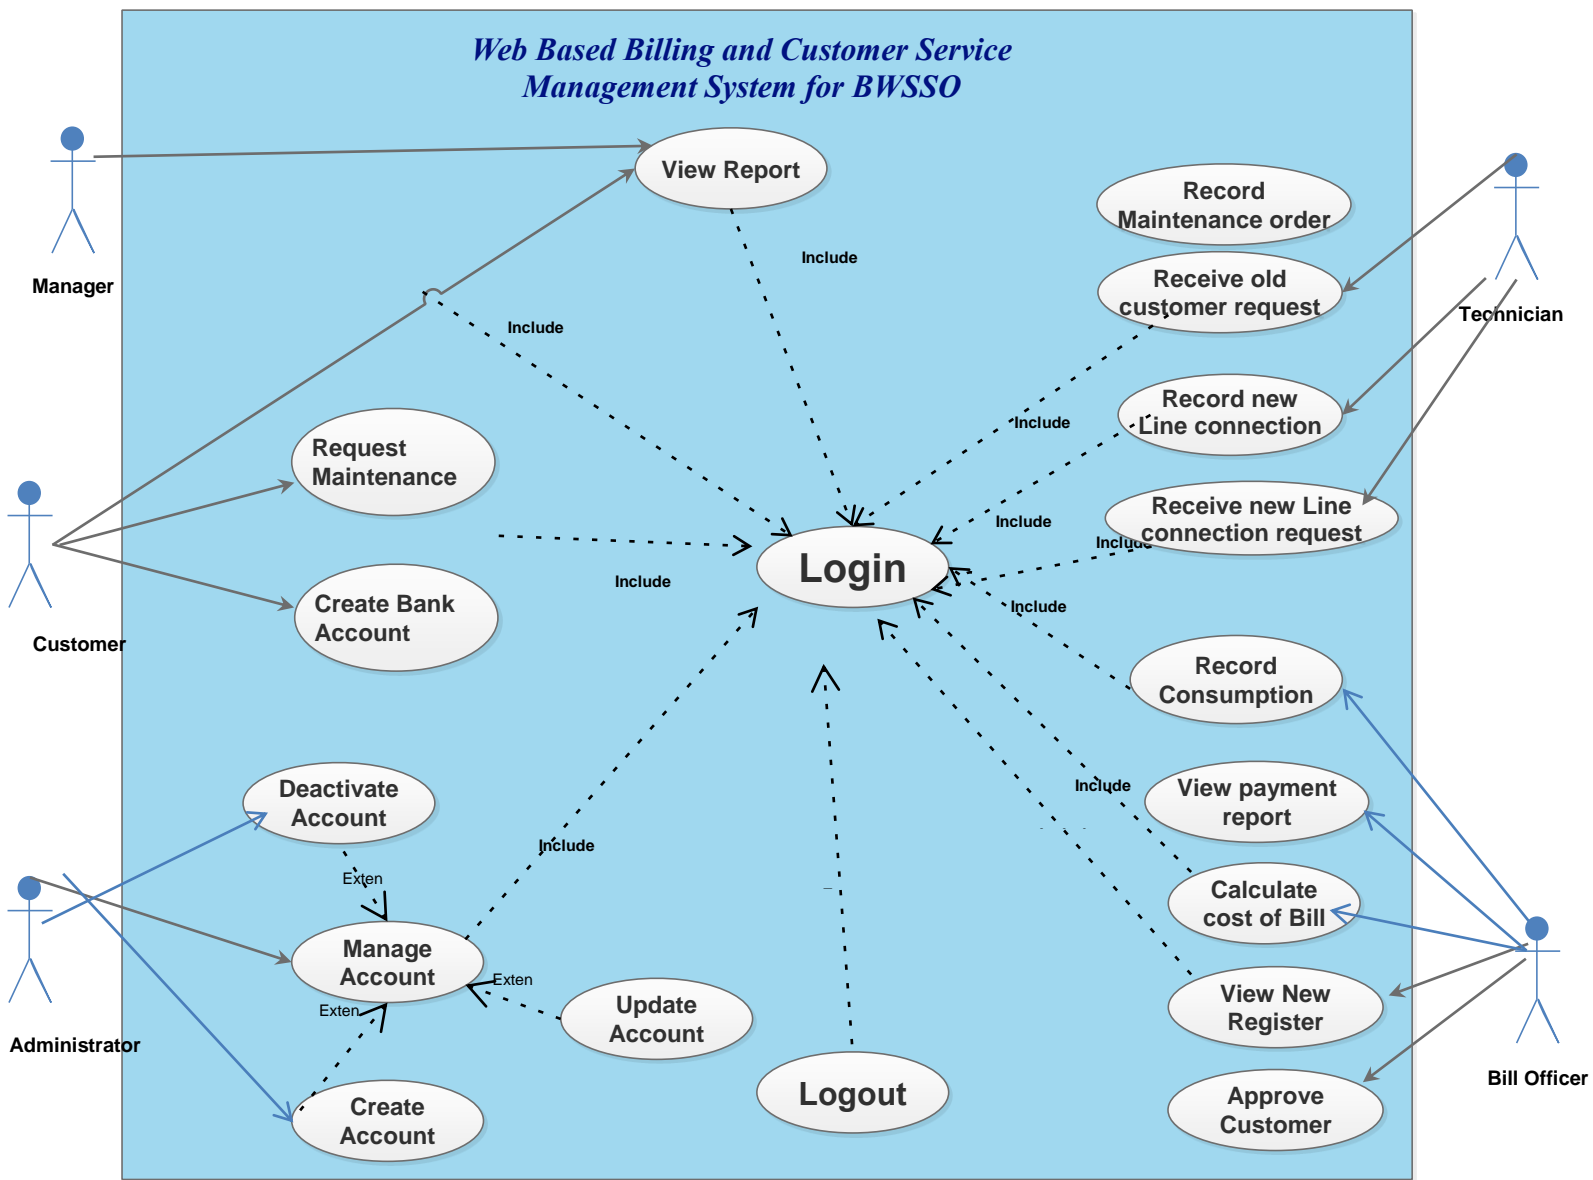 Web Based Billing and Customer Service
Management System for BWSSO
View Report
Manager
Record
Maintenance order
Include
Receive old
customer request
Include
Technician
Request
Maintenance
Record new
Line connection
Include
Receive new Line
connection request
Include
Include
Login
Include
Include
Create Bank
Account
Customer
Record
Consumption
Deactivate
Account
View payment
report
Include
Include
Exten
Calculate
cost of Bill
Manage
Account
Exten
Exten
Update
Account
View New
Register
Administrator
Logout
Bill Officer
Create
Account
Approve
Customer